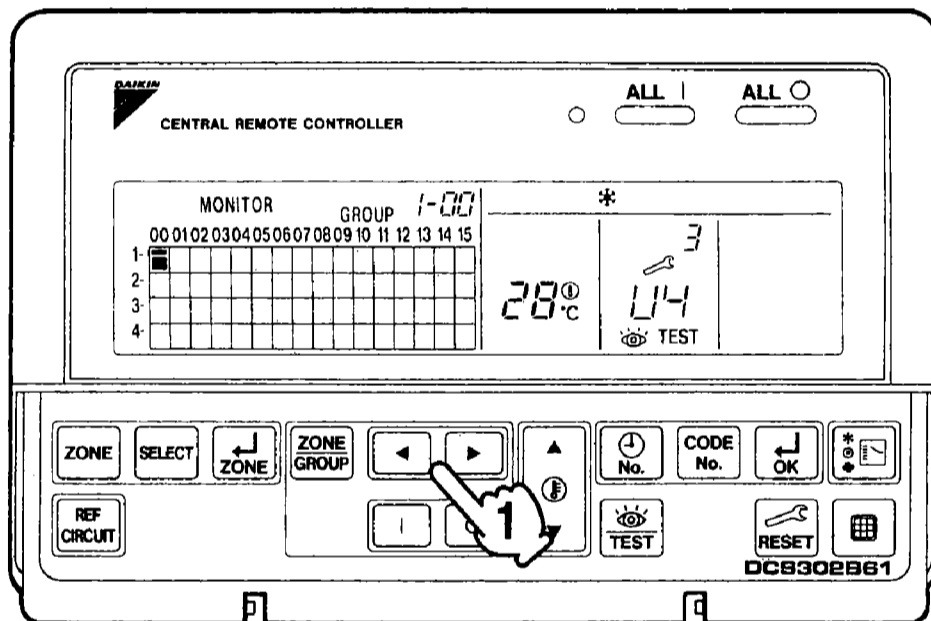 DAIKIN
CENTRAL REMOTE CONTROLLER
ALL |
ALL ○
MONITOR
GROUP 1-00
00 01 02 03 04 05 06 07 08 09 10 11 12 13 14 15
1-
2-
3-
4-
28 °C
3
U4
TEST
ZONE
SELECT
ZONE
ZONE
GROUP
No.
CODE
No.
OK
REF
CIRCUIT
|
1
TEST
RESET
DCS302B61